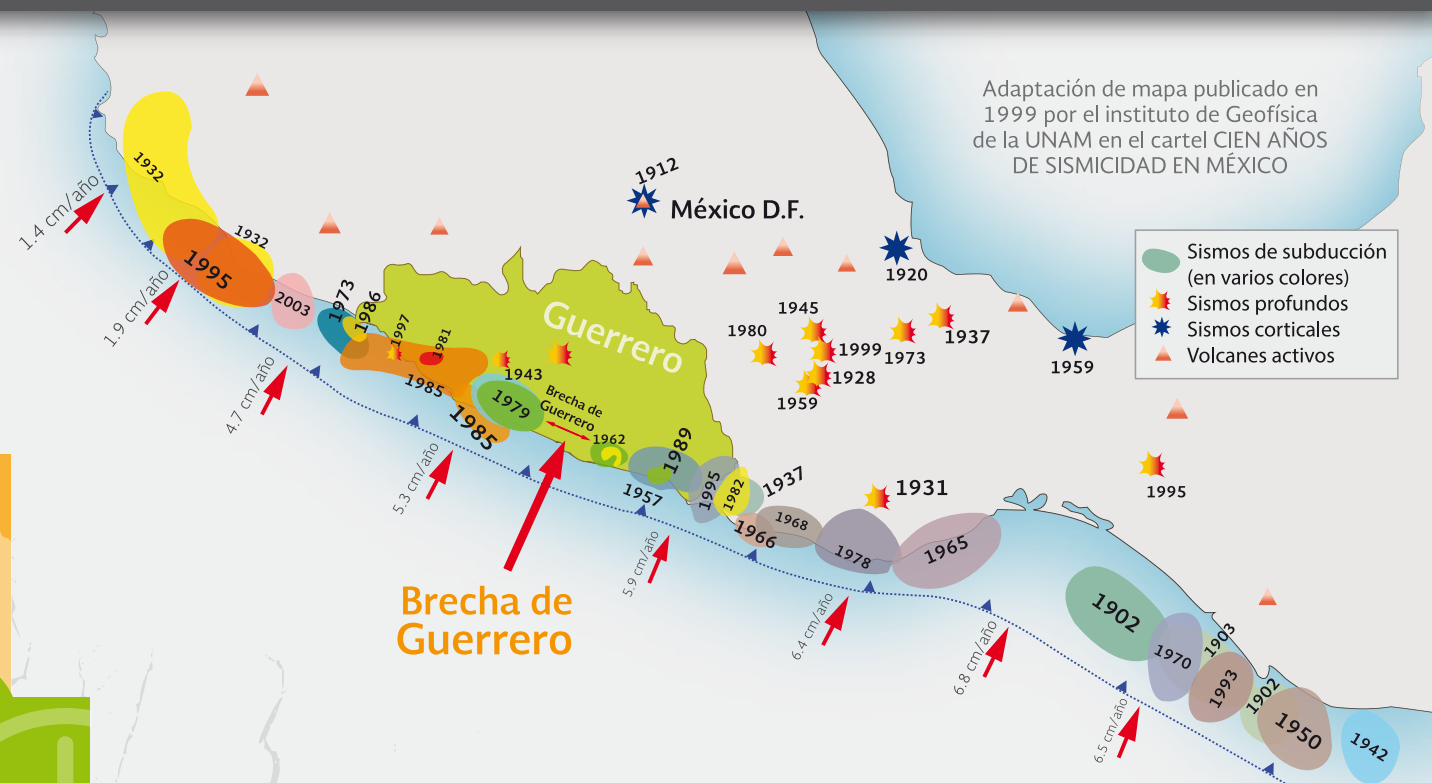 Adaptación de mapa publicado en
1999 por el instituto de Geofísica
de la UNAM en el cartel CIEN AÑOS
DE SISMICIDAD EN MÉXICO
Sismos de subducción
(en varios colores)
Sismos profundos
Sismos corticales
Volcanes activos
1912
México D.F.
1920
1959
1932
1932
1995
2003
1973
1986
1997
1981
1985
1985
1943
1979
Guerrero
Brecha de
Guerrero
1962
1989
1957
1995
1982
1937
1966
1968
1978
1931
1965
1980
1945
1999
1928
1959
1973
1937
1995
1902
1970
1903
1993
1902
1950
1942
1.4 cm/año
1.9 cm/año
4.7 cm/año
5.3 cm/año
5.9 cm/año
6.4 cm/año
6.8 cm/año
6.5 cm/año
Brecha de
Guerrero